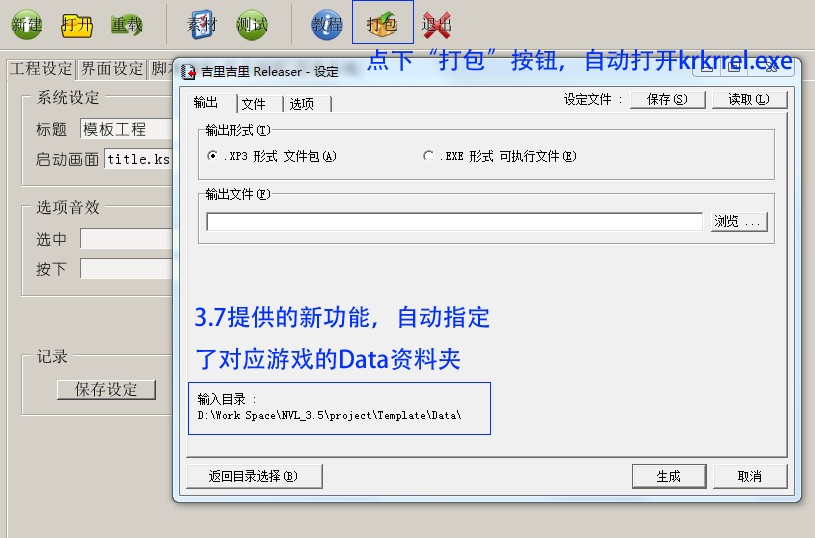 新建 打开 重载 素材 测试 教程 打包 退出
点下“打包”按钮，自动打开krkrrel.exe
工程设定 界面设定 脚本
系统设定
标题 模板工程
启动画面 title.ks
选项音效
选中
按下
记录
保存设定
吉里吉里 Releaser - 设定
输出 文件 选项 设定文件 : 保存(S) 读取(L)
输出形式(T)
.XP3 形式 文件包(A) .EXE 形式 可执行文件(E)
输出文件(F)
浏览 ...
3.7提供的新功能，自动指定
了对应游戏的Data资料夹
输入目录 :
D:\Work Space\NVL_3.5\project\Template\Data\
返回目录选择(B) 生成 取消